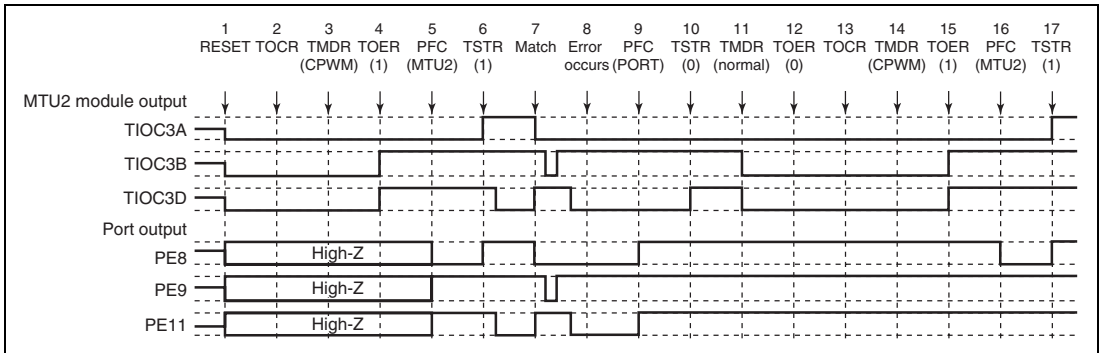 1 2 3 4 5 6 7 8 9 10 11 12 13 14 15 16 17
RESET TOCR TMDR TOER PFC TSTR Match Error PFC TSTR TMDR TOER TOCR TMDR TOER PFC TSTR
(CPWM) (1) (MTU2) (1) occurs (PORT) (0) (normal) (0) (CPWM) (1) (MTU2) (1)
MTU2 module output
TIOC3A
TIOC3B
TIOC3D
Port output
PE8 High-Z
PE9 High-Z
PE11 High-Z